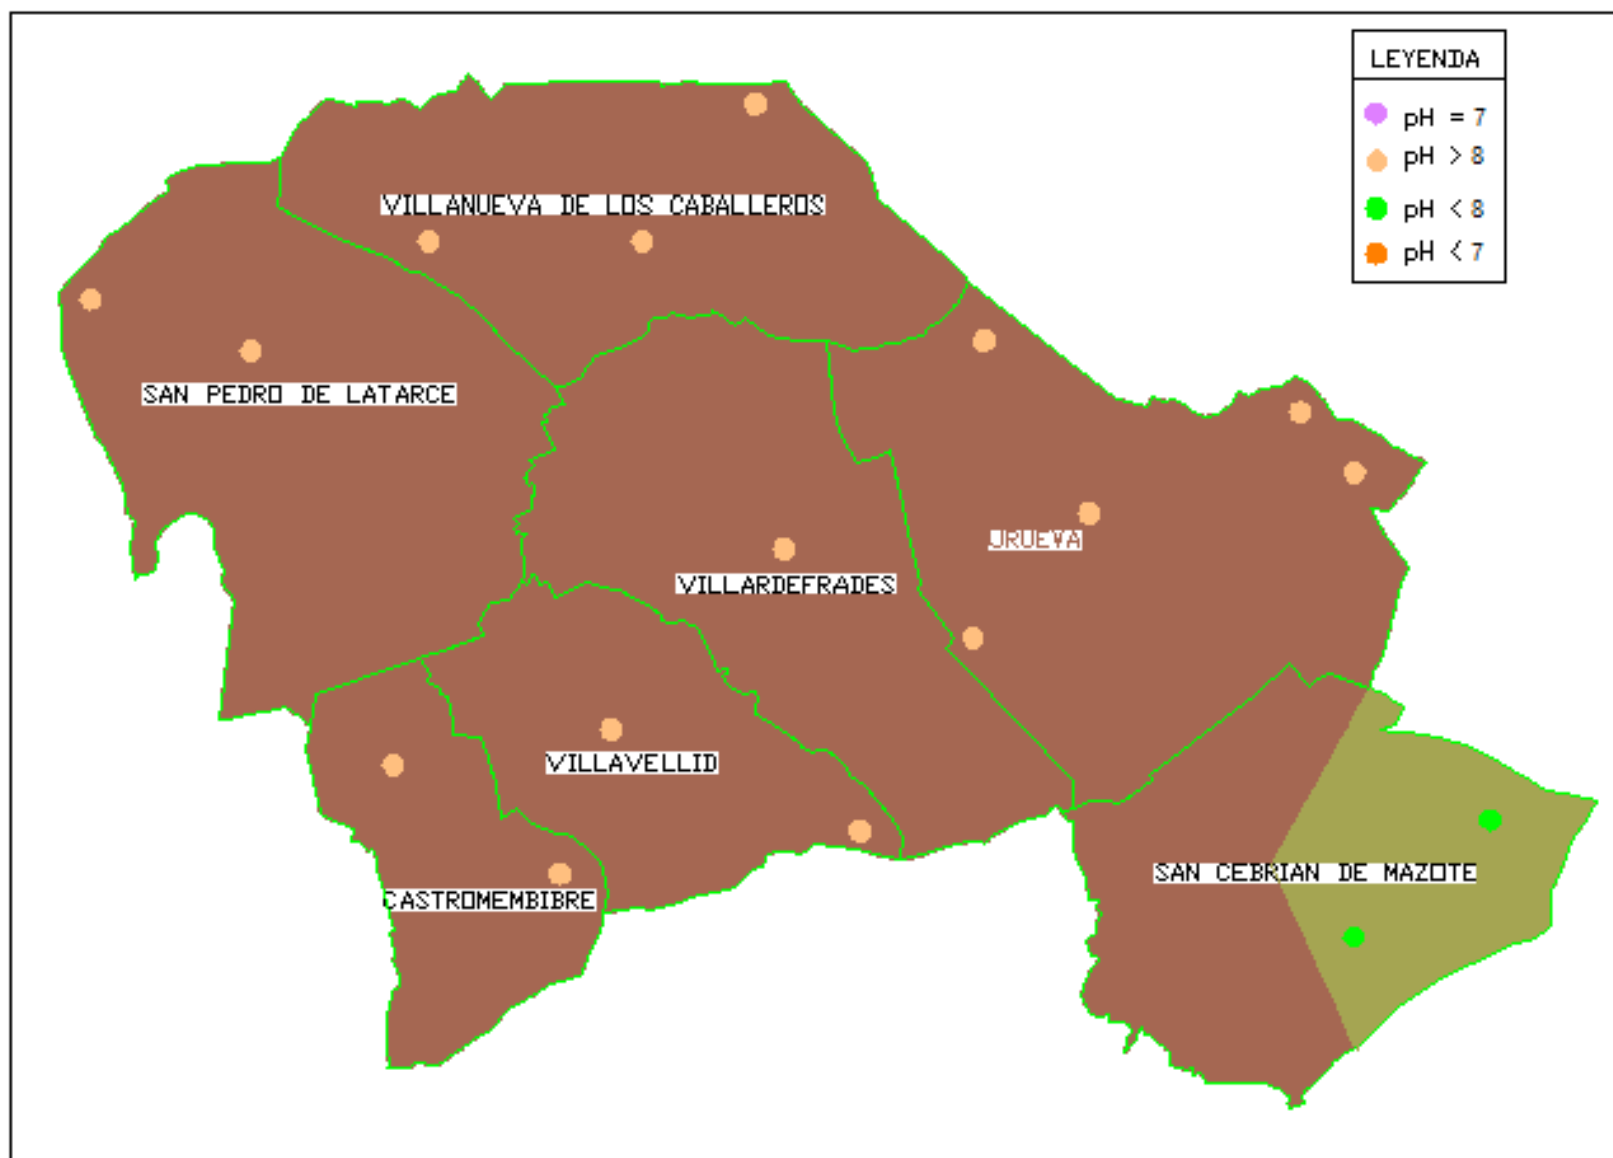 LEYENDA
pH = 7
pH > 8
pH < 8
pH < 7
VILLANUEVA DE LOS CABALLEROS
SAN PEDRO DE LATARCE
URUEVA
VILLARDEFRADES
VILLAVELLID
SAN CEBRIAN DE MAZOTE
CASTROMEMBIBRE